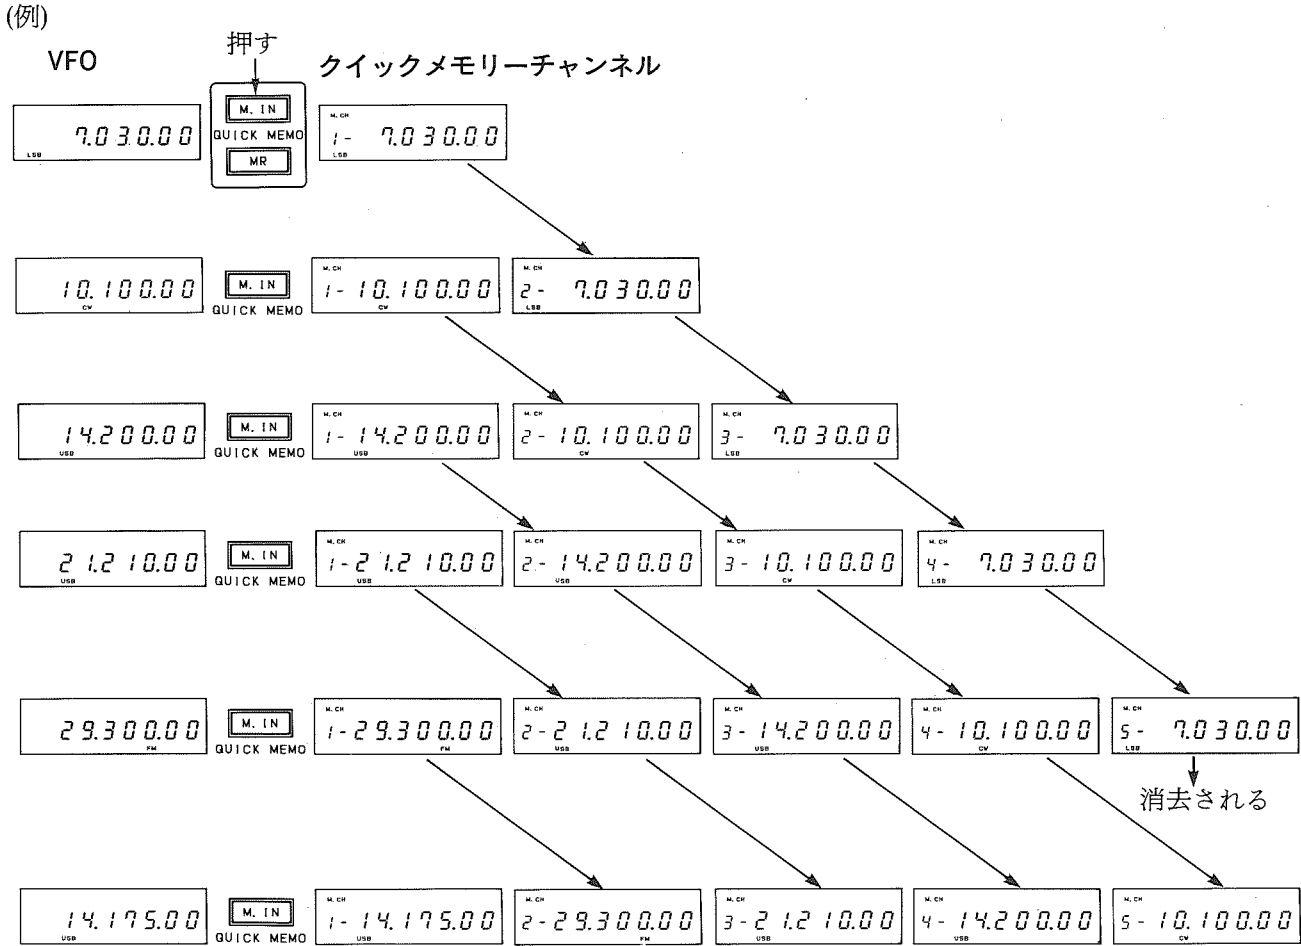 (例)
VFO
押す
クイックメモリーチャンネル
7.030.00
LSB
M. IN
QUICK MEMO
MR
M. CH
1- 7.030.00
LSB
10.100.00
CW
M. IN
QUICK MEMO
M. CH
1- 10.100.00
CW
M. CH
2- 7.030.00
LSB
14.200.00
USB
M. IN
QUICK MEMO
M. CH
1- 14.200.00
USB
M. CH
2- 10.100.00
CW
M. CH
3- 7.030.00
LSB
21.210.00
USB
M. IN
QUICK MEMO
M. CH
1- 21.210.00
USB
M. CH
2- 14.200.00
USB
M. CH
3- 10.100.00
CW
M. CH
4- 7.030.00
LSB
29.300.00
FM
M. IN
QUICK MEMO
M. CH
1- 29.300.00
FM
M. CH
2- 21.210.00
USB
M. CH
3- 14.200.00
USB
M. CH
4- 10.100.00
CW
M. CH
5- 7.030.00
LSB
消去される
14.175.00
USB
M. IN
QUICK MEMO
M. CH
1- 14.175.00
USB
M. CH
2- 29.300.00
FM
M. CH
3- 21.210.00
USB
M. CH
4- 14.200.00
USB
M. CH
5- 10.100.00
CW